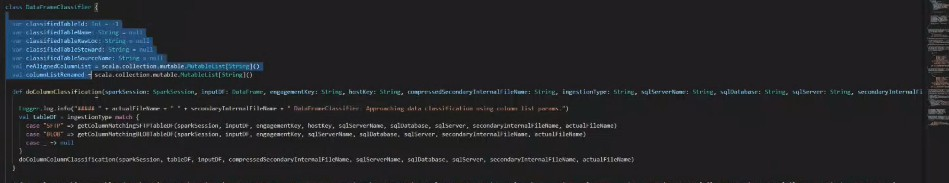 class DataFrameClassifier {
var classifiedTableId: Int = -1
var classifiedTableName: String = null
var classifiedTableRawLoc: String = null
var classifiedTableSteward: String = null
var classifiedTableSourceName: String = null
val reAlignedColumnList = scala.collection.mutable.MutableList[String]()
val columnListRenamed = scala.collection.mutable.MutableList[String]()
def doColumnClassification(sparkSession: SparkSession, inputDF: DataFrame, engagementKey: String, hostKey: String, compressedSecondaryInternalFileName: String, ingestionType: String, sqlServerName: String, sqlDatabase: String, sqlServer: String, secondaryInternalFi
logger.info("##### " + actualFileName + " " + secondaryInternalFileName + " DataFrameClassifier. Approaching data classification using column list params.")
val tableDF = ingestionType match {
case "SFTP" => getColumnMatchingSFTPTableDF(sparkSession, inputDF, engagementKey, hostKey, sqlServerName, sqlDatabase, sqlServer, secondaryInternalFileName, actualFileName)
case "BLOB" => getColumnMatchingBLOBTableDF(sparkSession, inputDF, engagementKey, sqlServerName, sqlDatabase, sqlServer, secondaryInternalFileName, actualFileName)
case _ => null
}
doColumnClassification(sparkSession, tableDF, inputDF, compressedSecondaryInternalFileName, sqlServerName, sqlDatabase, sqlServer, secondaryInternalFileName, actualFileName)
}